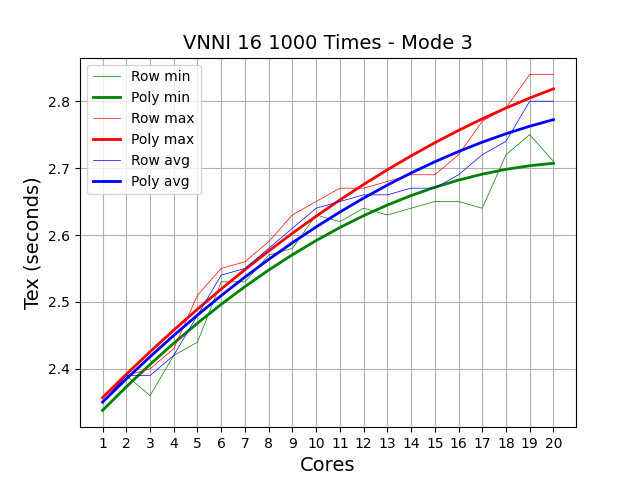 VNNI 16 1000 Times - Mode 3
Row min
Poly min
Row max
Poly max
Row avg
Poly avg
Tex (seconds)
2.8
2.7
2.6
2.5
2.4
1 2 3 4 5 6 7 8 9 10 11 12 13 14 15 16 17 18 19 20
Cores